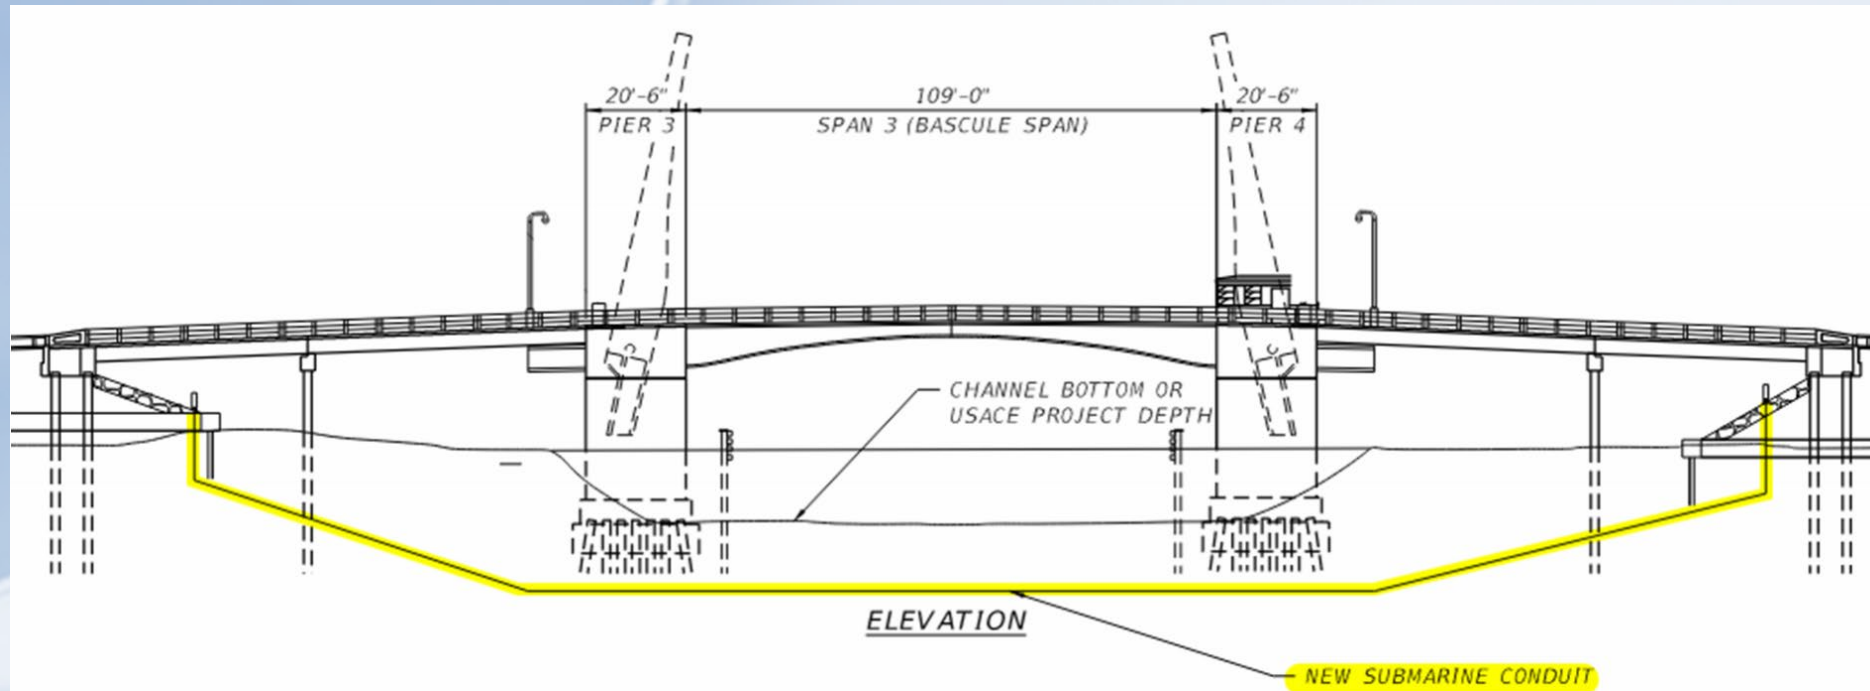 20'-6"
109'-0"
20'-6"
PIER 3
SPAN 3 (BASCULE SPAN)
PIER 4
CHANNEL BOTTOM OR
USACE PROJECT DEPTH
ELEVATION
NEW SUBMARINE CONDUIT